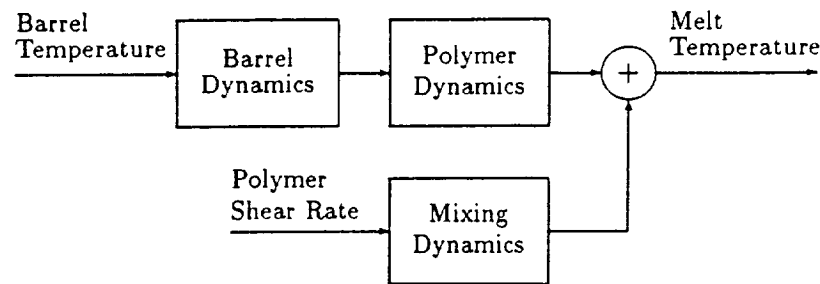 Barrel
Temperature
Barrel
Dynamics
Polymer
Dynamics
+
Melt
Temperature
Polymer
Shear Rate
Mixing
Dynamics